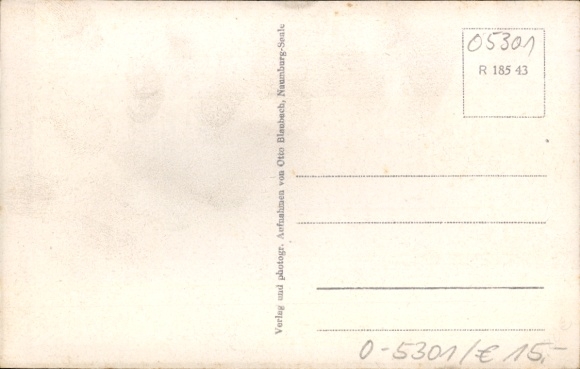 05301
R 185 43
Verlag und photogr. Aufnahmen von Otto Blaubach, Naumburg-Saale
0-5301/€ 15,-